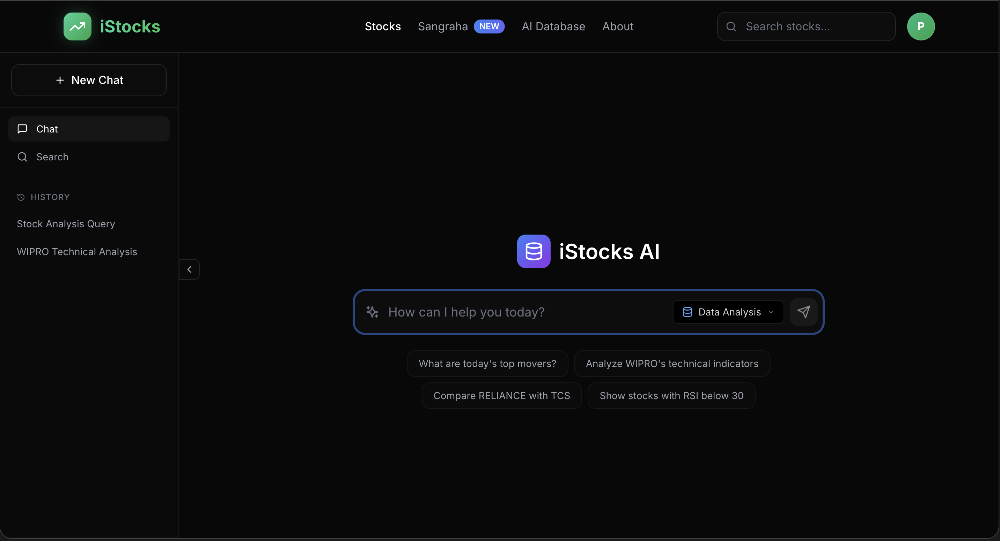 iStocks
Stocks
Sangraha NEW
AI Database
About
Search stocks...
P
New Chat
Chat
Search
HISTORY
Stock Analysis Query
WIPRO Technical Analysis
iStocks AI
How can I help you today?
Data Analysis
What are today's top movers?
Analyze WIPRO's technical indicators
Compare RELIANCE with TCS
Show stocks with RSI below 30